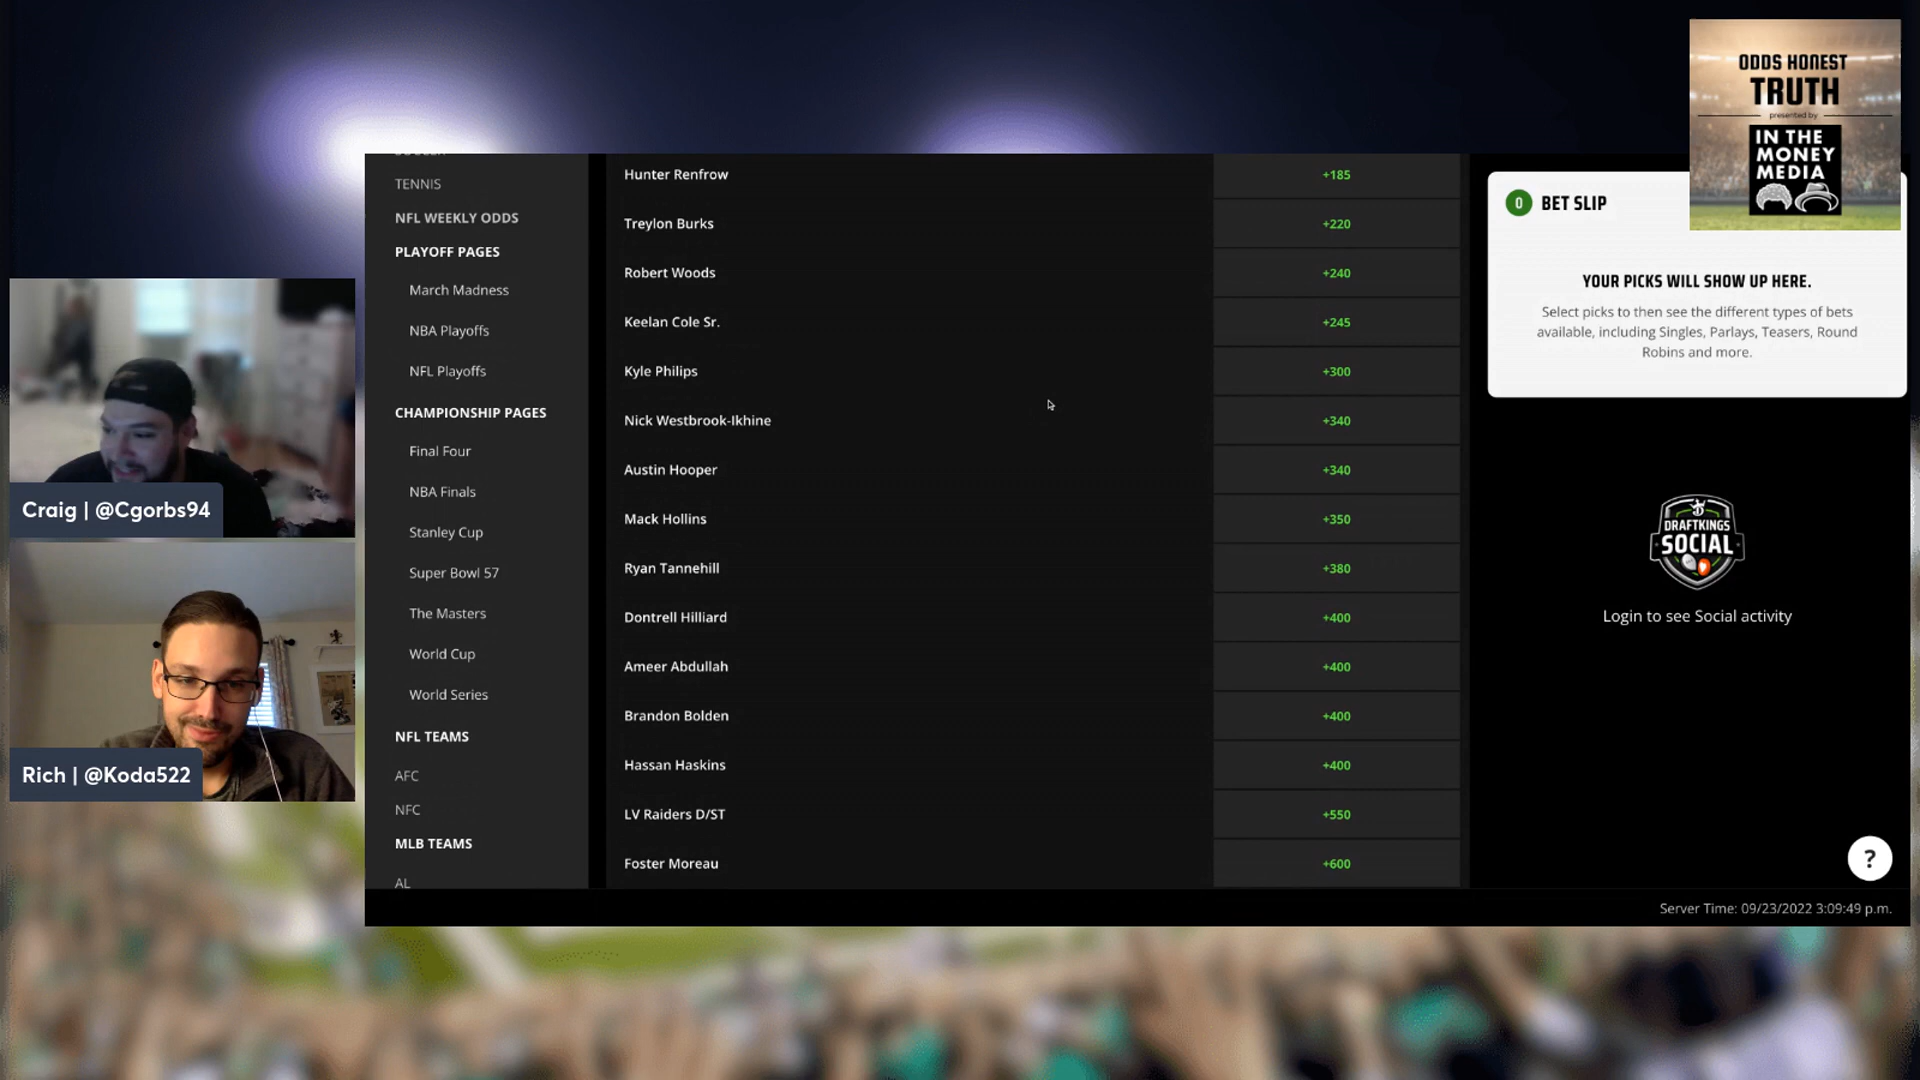 ODDS HONEST
TRUTH
presented by
IN THE
MONEY
MEDIA
SOCCER
TENNIS
NFL WEEKLY ODDS
PLAYOFF PAGES
March Madness
NBA Playoffs
NFL Playoffs
CHAMPIONSHIP PAGES
Final Four
NBA Finals
Stanley Cup
Super Bowl 57
The Masters
World Cup
World Series
NFL TEAMS
AFC
NFC
MLB TEAMS
AL
Hunter Renfrow +185
Treylon Burks +220
Robert Woods +240
Keelan Cole Sr. +245
Kyle Philips +300
Nick Westbrook-Ikhine +340
Austin Hooper +340
Mack Hollins +350
Ryan Tannehill +380
Dontrell Hilliard +400
Ameer Abdullah +400
Brandon Bolden +400
Hassan Haskins +400
LV Raiders D/ST +550
Foster Moreau +600
0 BET SLIP
YOUR PICKS WILL SHOW UP HERE.
Select picks to then see the different types of bets
available, including Singles, Parlays, Teasers, Round
Robins and more.
DRAFTKINGS
SOCIAL
Login to see Social activity
?
Server Time: 09/23/2022 3:09:49 p.m.
Craig | @Cgorbs94
Rich | @Koda522